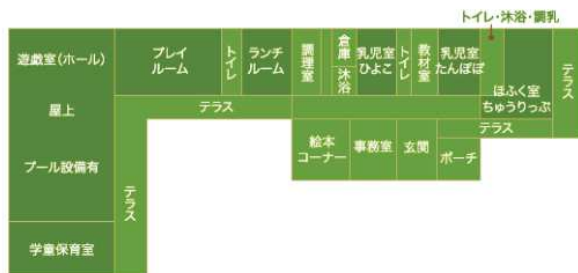 トイレ・沐浴・調乳
遊戯室(ホール)
屋上
プール設備有
学童保育室
プレイ
ルーム
トイレ
ランチ
ルーム
調理室
倉庫
沐浴
乳児室
ひよこ
トイレ
教材室
乳児室
たんぽぽ
ほふく室
ちゅうりっぷ
テラス
テラス
テラス
テラス
絵本
コーナー
事務室
玄関
ポーチ